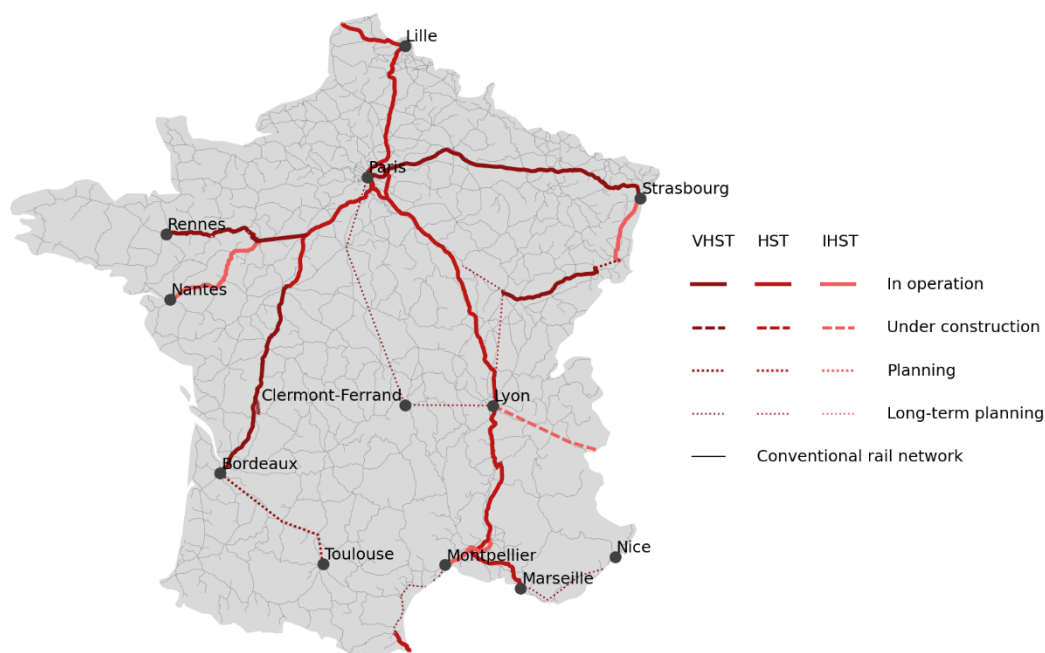 Lille
Paris
Strasbourg
Rennes
Nantes
Clermont-Ferrand
Lyon
Bordeaux
Toulouse
Montpellier
Nice
Marseille
VHST HST IHST
In operation
Under construction
Planning
Long-term planning
Conventional rail network